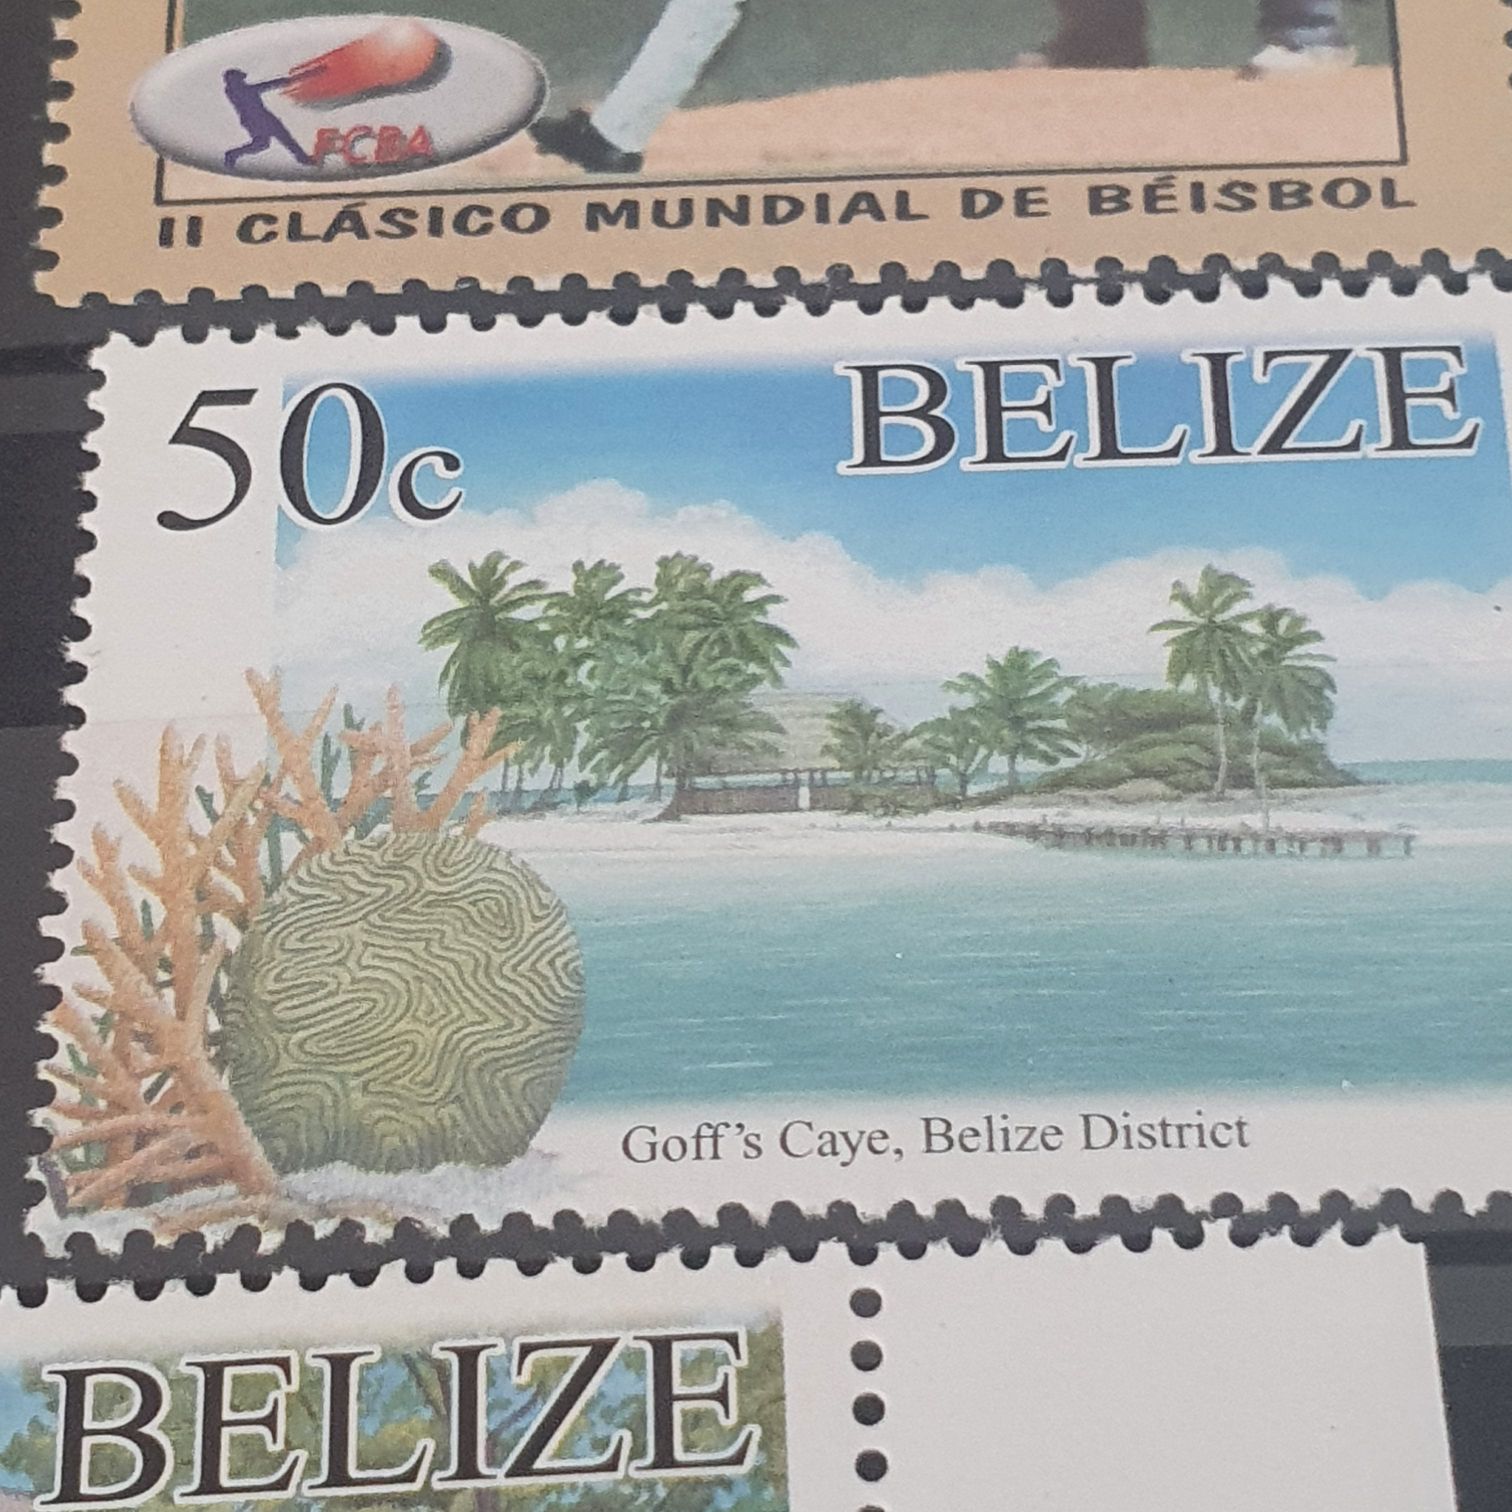 FCBA
II CLÁSICO MUNDIAL DE BÉISBOL
50c
BELIZE
Goff's Caye, Belize District
BELIZE